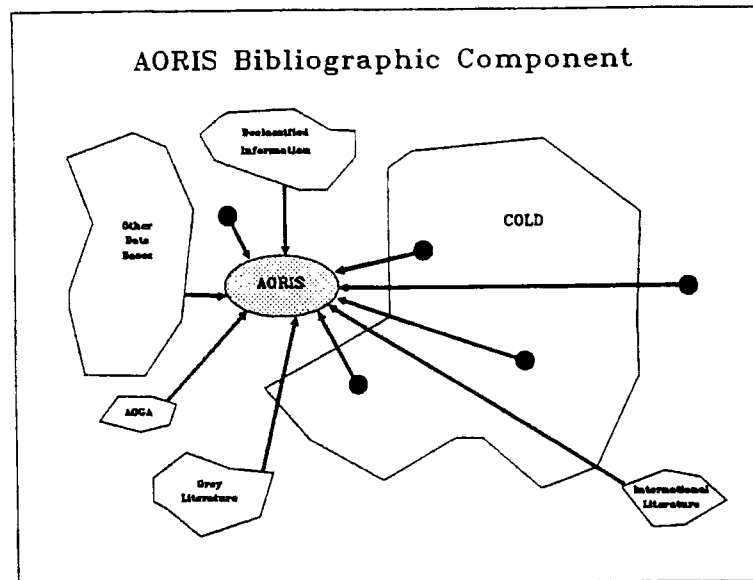 AORIS Bibliographic Component
Declassified
Information
Other
Data
Bases
COLD
AORIS
AOGA
Grey
Literature
International
Literature